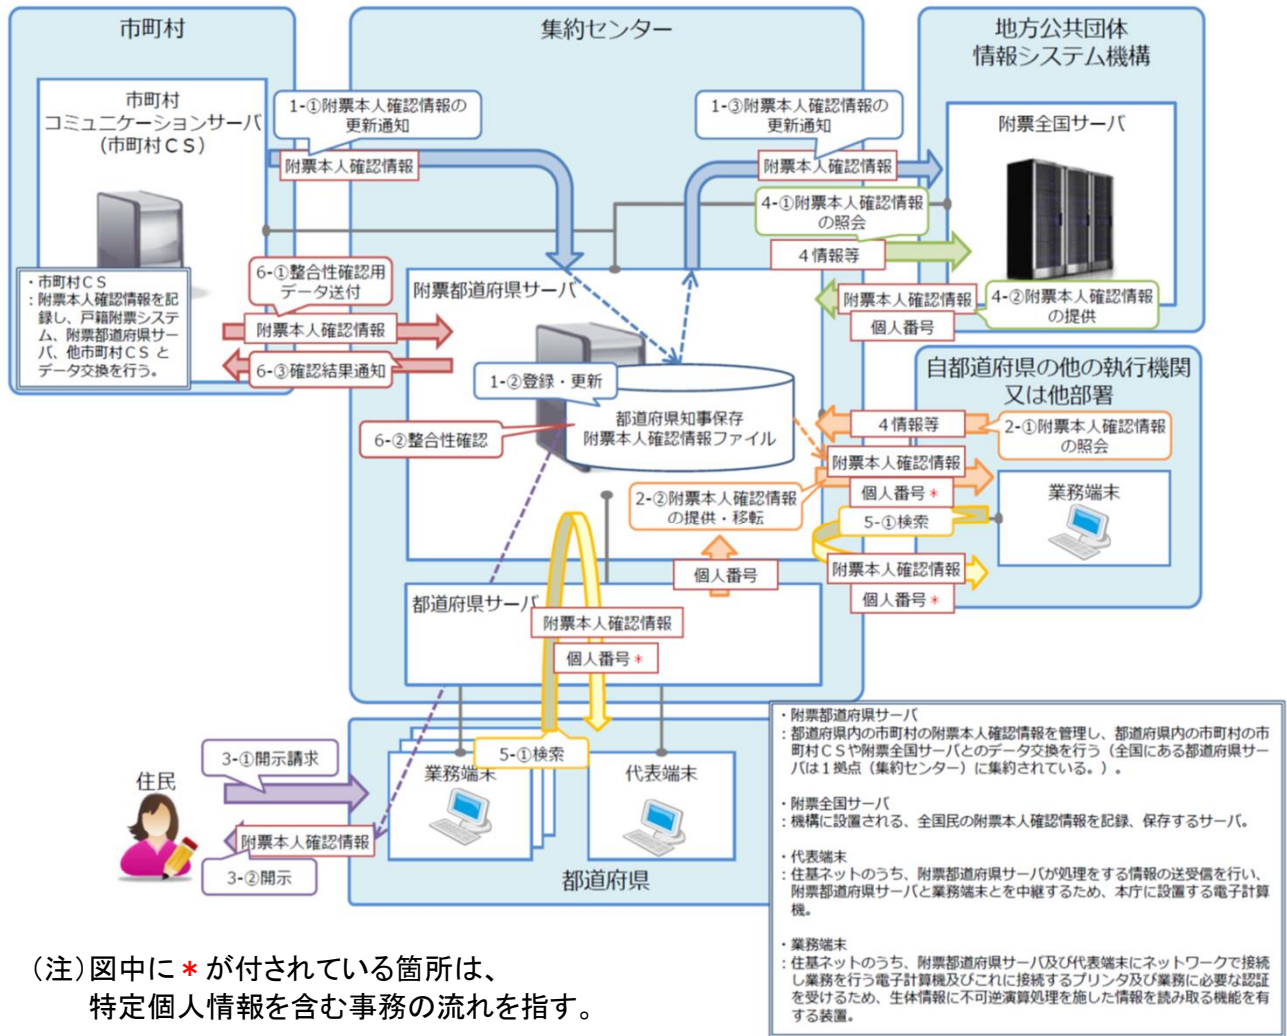 市町村
集約センター
地方公共団体
情報システム機構
市町村
コミュニケーションサーバ
(市町村ＣＳ)
1-①附票本人確認情報の
更新通知
附票本人確認情報
1-③附票本人確認情報の
更新通知
附票本人確認情報
附票全国サーバ
4-①附票本人確認情報
の照会
４情報等
附票本人確認情報
個人番号
4-②附票本人確認情報
の提供
・市町村ＣＳ
：附票本人確認情報を記
録し、戸籍附票システ
ム、附票都道府県サー
バ、他市町村ＣＳ と
データ交換を行う。
6-①整合性確認用
データ送付
附票本人確認情報
6-③確認結果通知
附票都道府県サーバ
1-②登録・更新
6-②整合性確認
都道府県知事保存
附票本人確認情報ファイル
自都道府県の他の執行機関
又は他部署
４情報等
2-①附票本人確認情報
の照会
附票本人確認情報
個人番号＊
2-②附票本人確認情報
の提供・移転
業務端末
5-①検索
附票本人確認情報
個人番号＊
個人番号
都道府県サーバ
附票本人確認情報
個人番号＊
5-①検索
業務端末
代表端末
都道府県
住民
3-①開示請求
附票本人確認情報
3-②開示
・附票都道府県サーバ
：都道府県内の市町村の附票本人確認情報を管理し、都道府県内の市町村の市
町村ＣＳや附票全国サーバとのデータ交換を行う（全国にある都道府県サー
バは１拠点（集約センター）に集約されている。）。
・附票全国サーバ
：機構に設置される、全国民の附票本人確認情報を記録、保存するサーバ。
・代表端末
：住基ネットのうち、附票都道府県サーバが処理をする情報の送受信を行い、
附票都道府県サーバと業務端末とを中継するため、本庁に設置する電子計算
機。
・業務端末
：住基ネットのうち、附票都道府県サーバ及び代表端末にネットワークで接続
し業務を行う電子計算機及びこれに接続するプリンタ及び業務に必要な認証
を受けるため、生体情報に不可逆演算処理を施した情報を読み取る機能を有
する装置。
（注）図中に＊が付されている箇所は、
特定個人情報を含む事務の流れを指す。